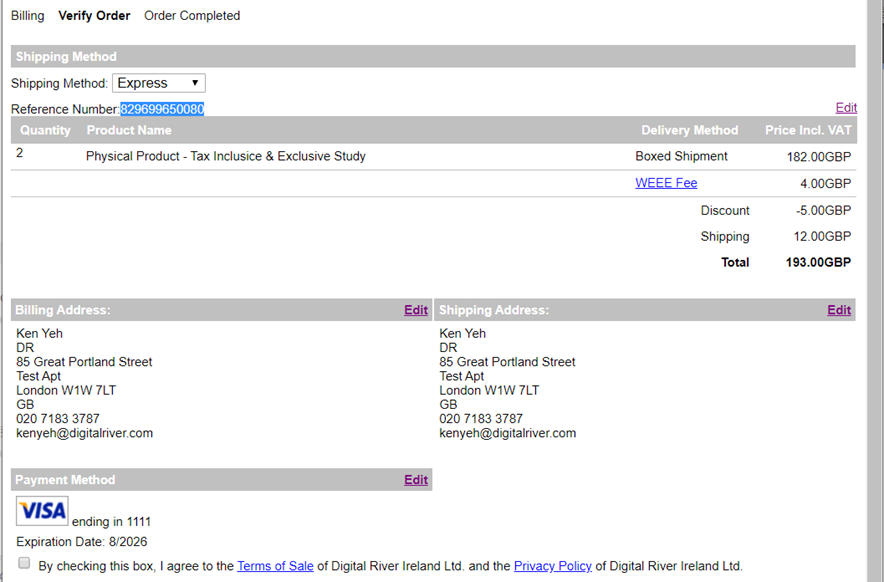 Billing Verify Order Order Completed
Shipping Method
Shipping Method: Express
Reference Number:829699650080 Edit
Quantity Product Name Delivery Method Price Incl. VAT
2 Physical Product - Tax Inclusice & Exclusive Study Boxed Shipment 182.00GBP
WEEE Fee 4.00GBP
Discount -5.00GBP
Shipping 12.00GBP
Total 193.00GBP
Billing Address: Edit Shipping Address: Edit
Ken Yeh Ken Yeh
DR DR
85 Great Portland Street 85 Great Portland Street
Test Apt Test Apt
London W1W 7LT London W1W 7LT
GB GB
020 7183 3787 020 7183 3787
kenyeh@digitalriver.com kenyeh@digitalriver.com
Payment Method Edit
VISA ending in 1111
Expiration Date: 8/2026
By checking this box, I agree to the Terms of Sale of Digital River Ireland Ltd. and the Privacy Policy of Digital River Ireland Ltd.